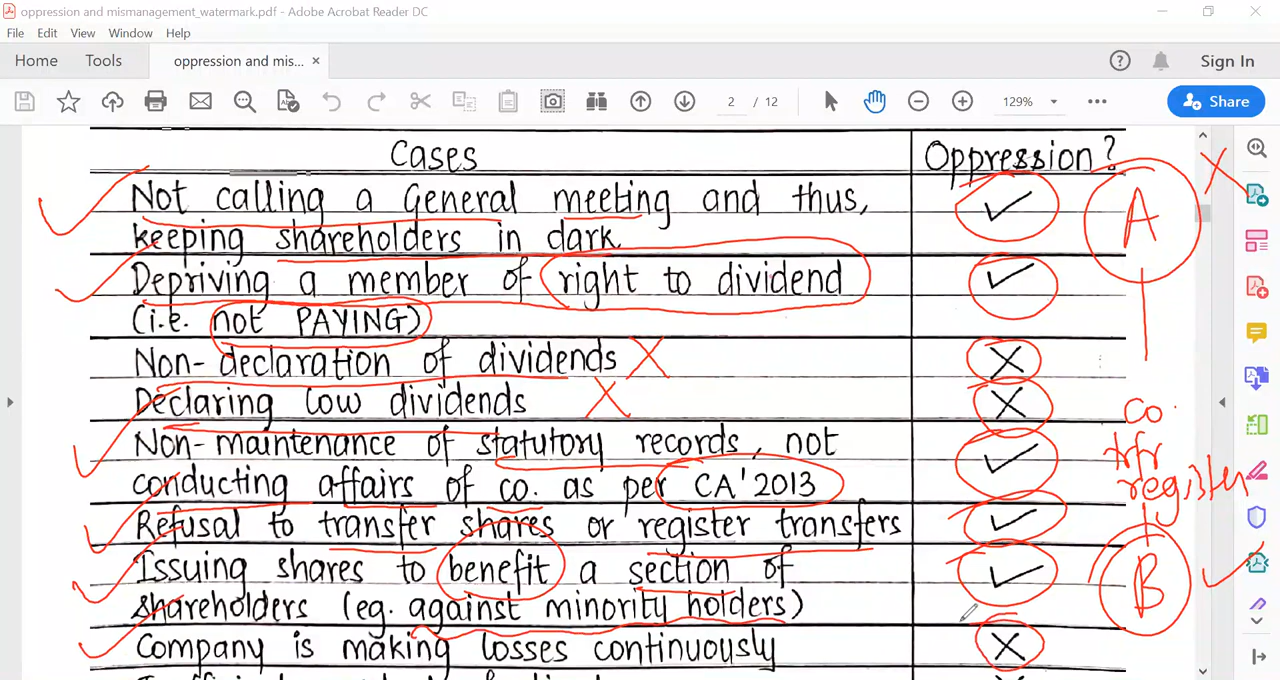 oppression and mismanagement_watermark.pdf - Adobe Acrobat Reader DC
File Edit View Window Help
Home Tools oppression and mis... × Sign In
2 / 12 129% Share
Cases Oppression?
Not calling a General meeting and thus,
keeping shareholders in dark.
Depriving a member of right to dividend
(i.e. not PAYING)
Non-declaration of dividends
Declaring low dividends
Non-maintenance of statutory records, not
conducting affairs of co. as per CA'2013
Refusal to transfer shares or register transfers
Issuing shares to benefit a section of
shareholders (eg. against minority holders)
Company is making losses continuously
A
co.
trfr
register
B